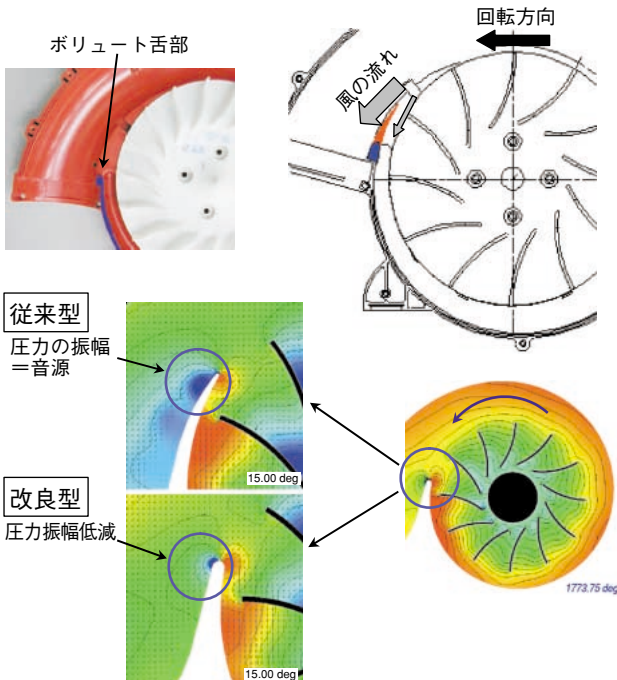 回転方向
ボリュート舌部
風の流れ
従来型
圧力の振幅
＝音源
15.00 deg
改良型
圧力振幅低減
15.00 deg
1773.75 deg